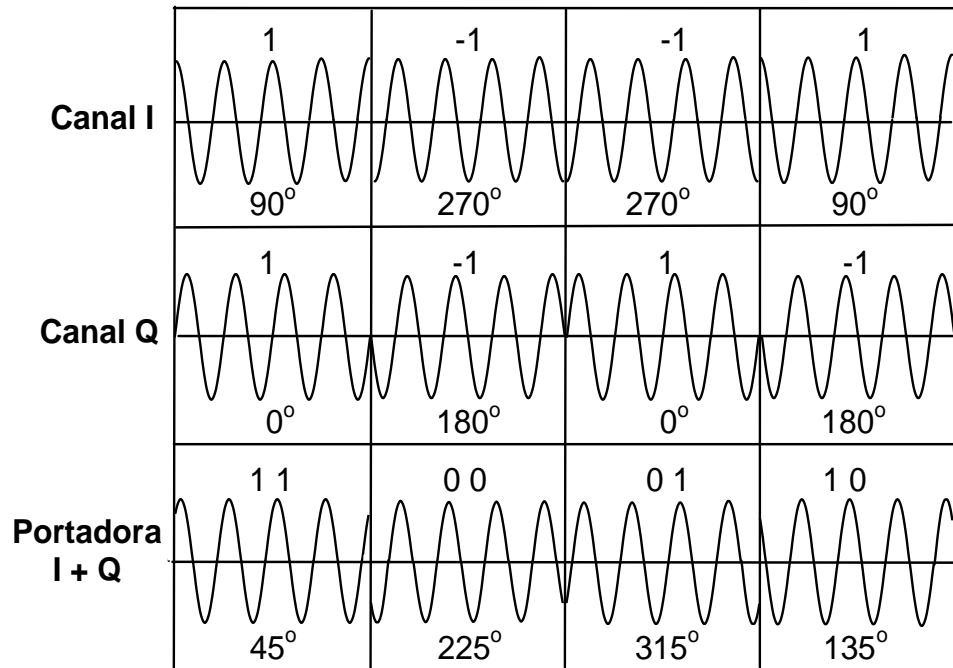 1 -1 -1 1
Canal I
90° 270° 270° 90°
1 -1 1 -1
Canal Q
0° 180° 0° 180°
1 1 0 0 0 1 1 0
Portadora
I + Q
45° 225° 315° 135°